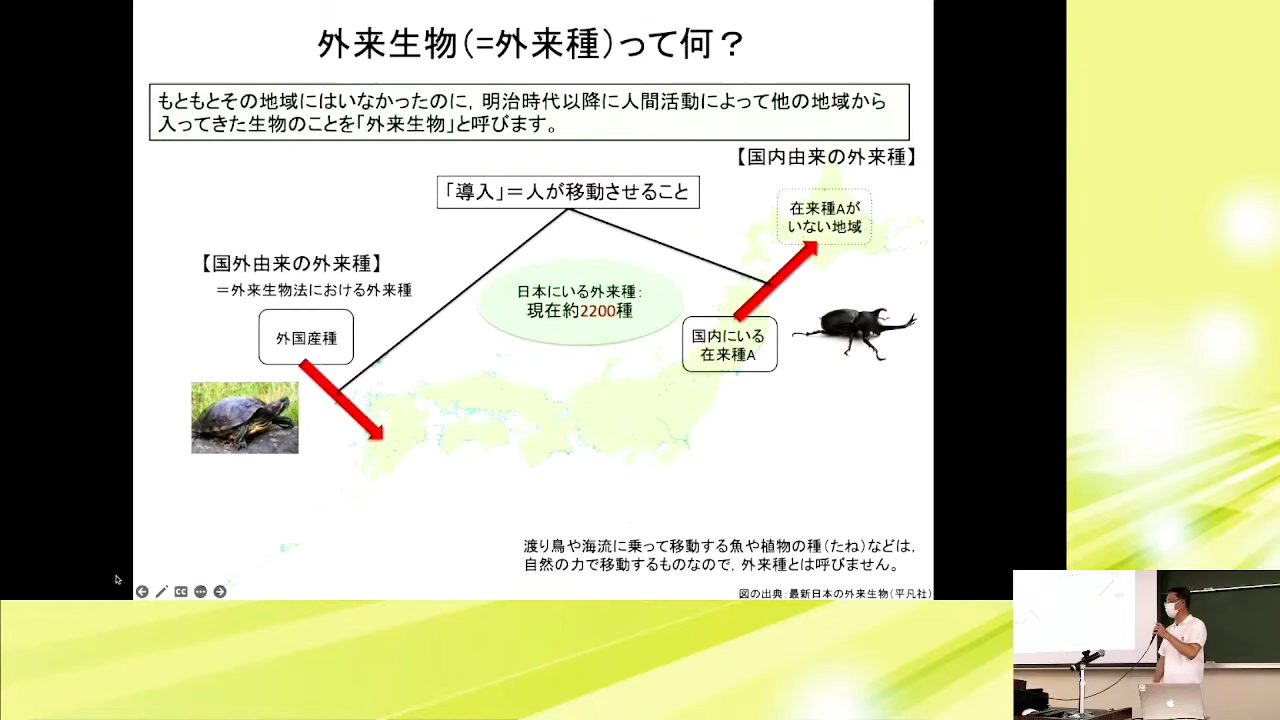 外来生物(=外来種)って何？
もともとその地域にはいなかったのに，明治時代以降に人間活動によって他の地域から
入ってきた生物のことを「外来生物」と呼びます。
【国内由来の外来種】
「導入」＝人が移動させること
在来種Aが
いない地域
【国外由来の外来種】
＝外来生物法における外来種
日本にいる外来種：
現在約2200種
外国産種
国内にいる
在来種A
渡り鳥や海流に乗って移動する魚や植物の種（たね）などは，
自然の力で移動するものなので，外来種とは呼びません。
CC
図の出典：最新日本の外来生物（平凡社）